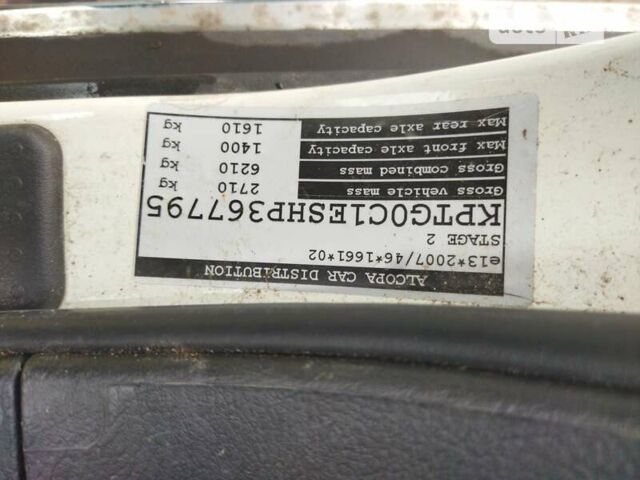 ALCOPA CAR DISTRIBUTION
e13*2007/46*1661*02
STAGE 2
KPTG0C1ESHP367795
Gross vehicle mass 2710 kg
Gross combined mass 6210 kg
Max front axle capacity 1400 kg
Max rear axle capacity 1610 kg